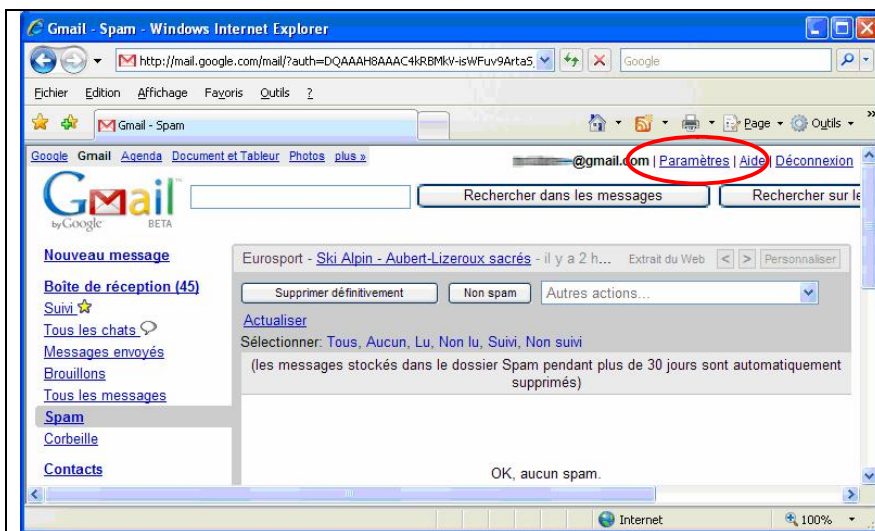 Gmail - Spam - Windows Internet Explorer
http://mail.google.com/mail/?auth=DQAAAH8AAAC4kRBMkV-isWFuv9ArtaS
Google
Fichier Edition Affichage Favoris Outils ?
Gmail - Spam
Page Outils »
Google Gmail Agenda Document et Tableur Photos plus »
@gmail.com | Paramètres | Aide | Déconnexion
Gmail
by Google BETA
Rechercher dans les messages
Rechercher sur le
Nouveau message
Eurosport - Ski Alpin - Aubert-Lizeroux sacrés - il y a 2 h... Extrait du Web < > Personnaliser
Boîte de réception (45)
Supprimer définitivement Non spam Autres actions...
Suivi
Actualiser
Tous les chats
Sélectionner: Tous, Aucun, Lu, Non lu, Suivi, Non suivi
Messages envoyés
(les messages stockés dans le dossier Spam pendant plus de 30 jours sont automatiquement
supprimés)
Brouillons
Tous les messages
Spam
Corbeille
Contacts
OK, aucun spam.
Internet
100%